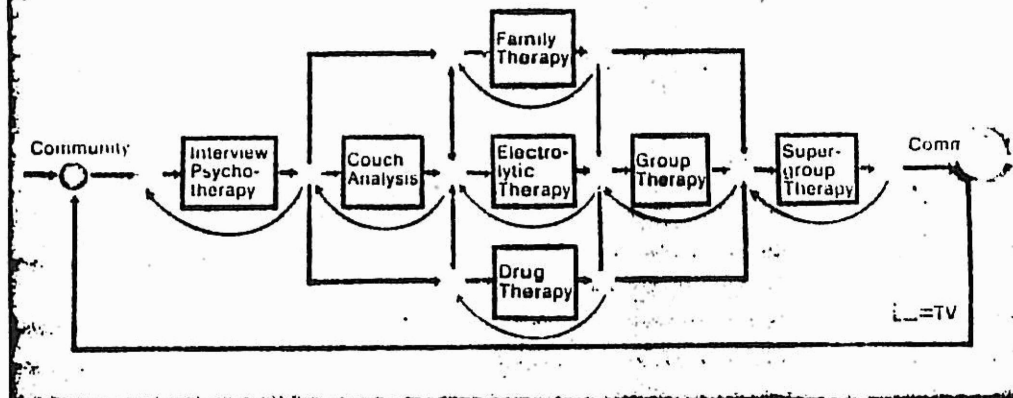 Family
Therapy
Community
Interview
Psycho-
therapy
Couch
Analysis
Electro-
lytic Therapy
Group
Therapy
Super-
group
Therapy
Comm
Drug
Therapy
=TV